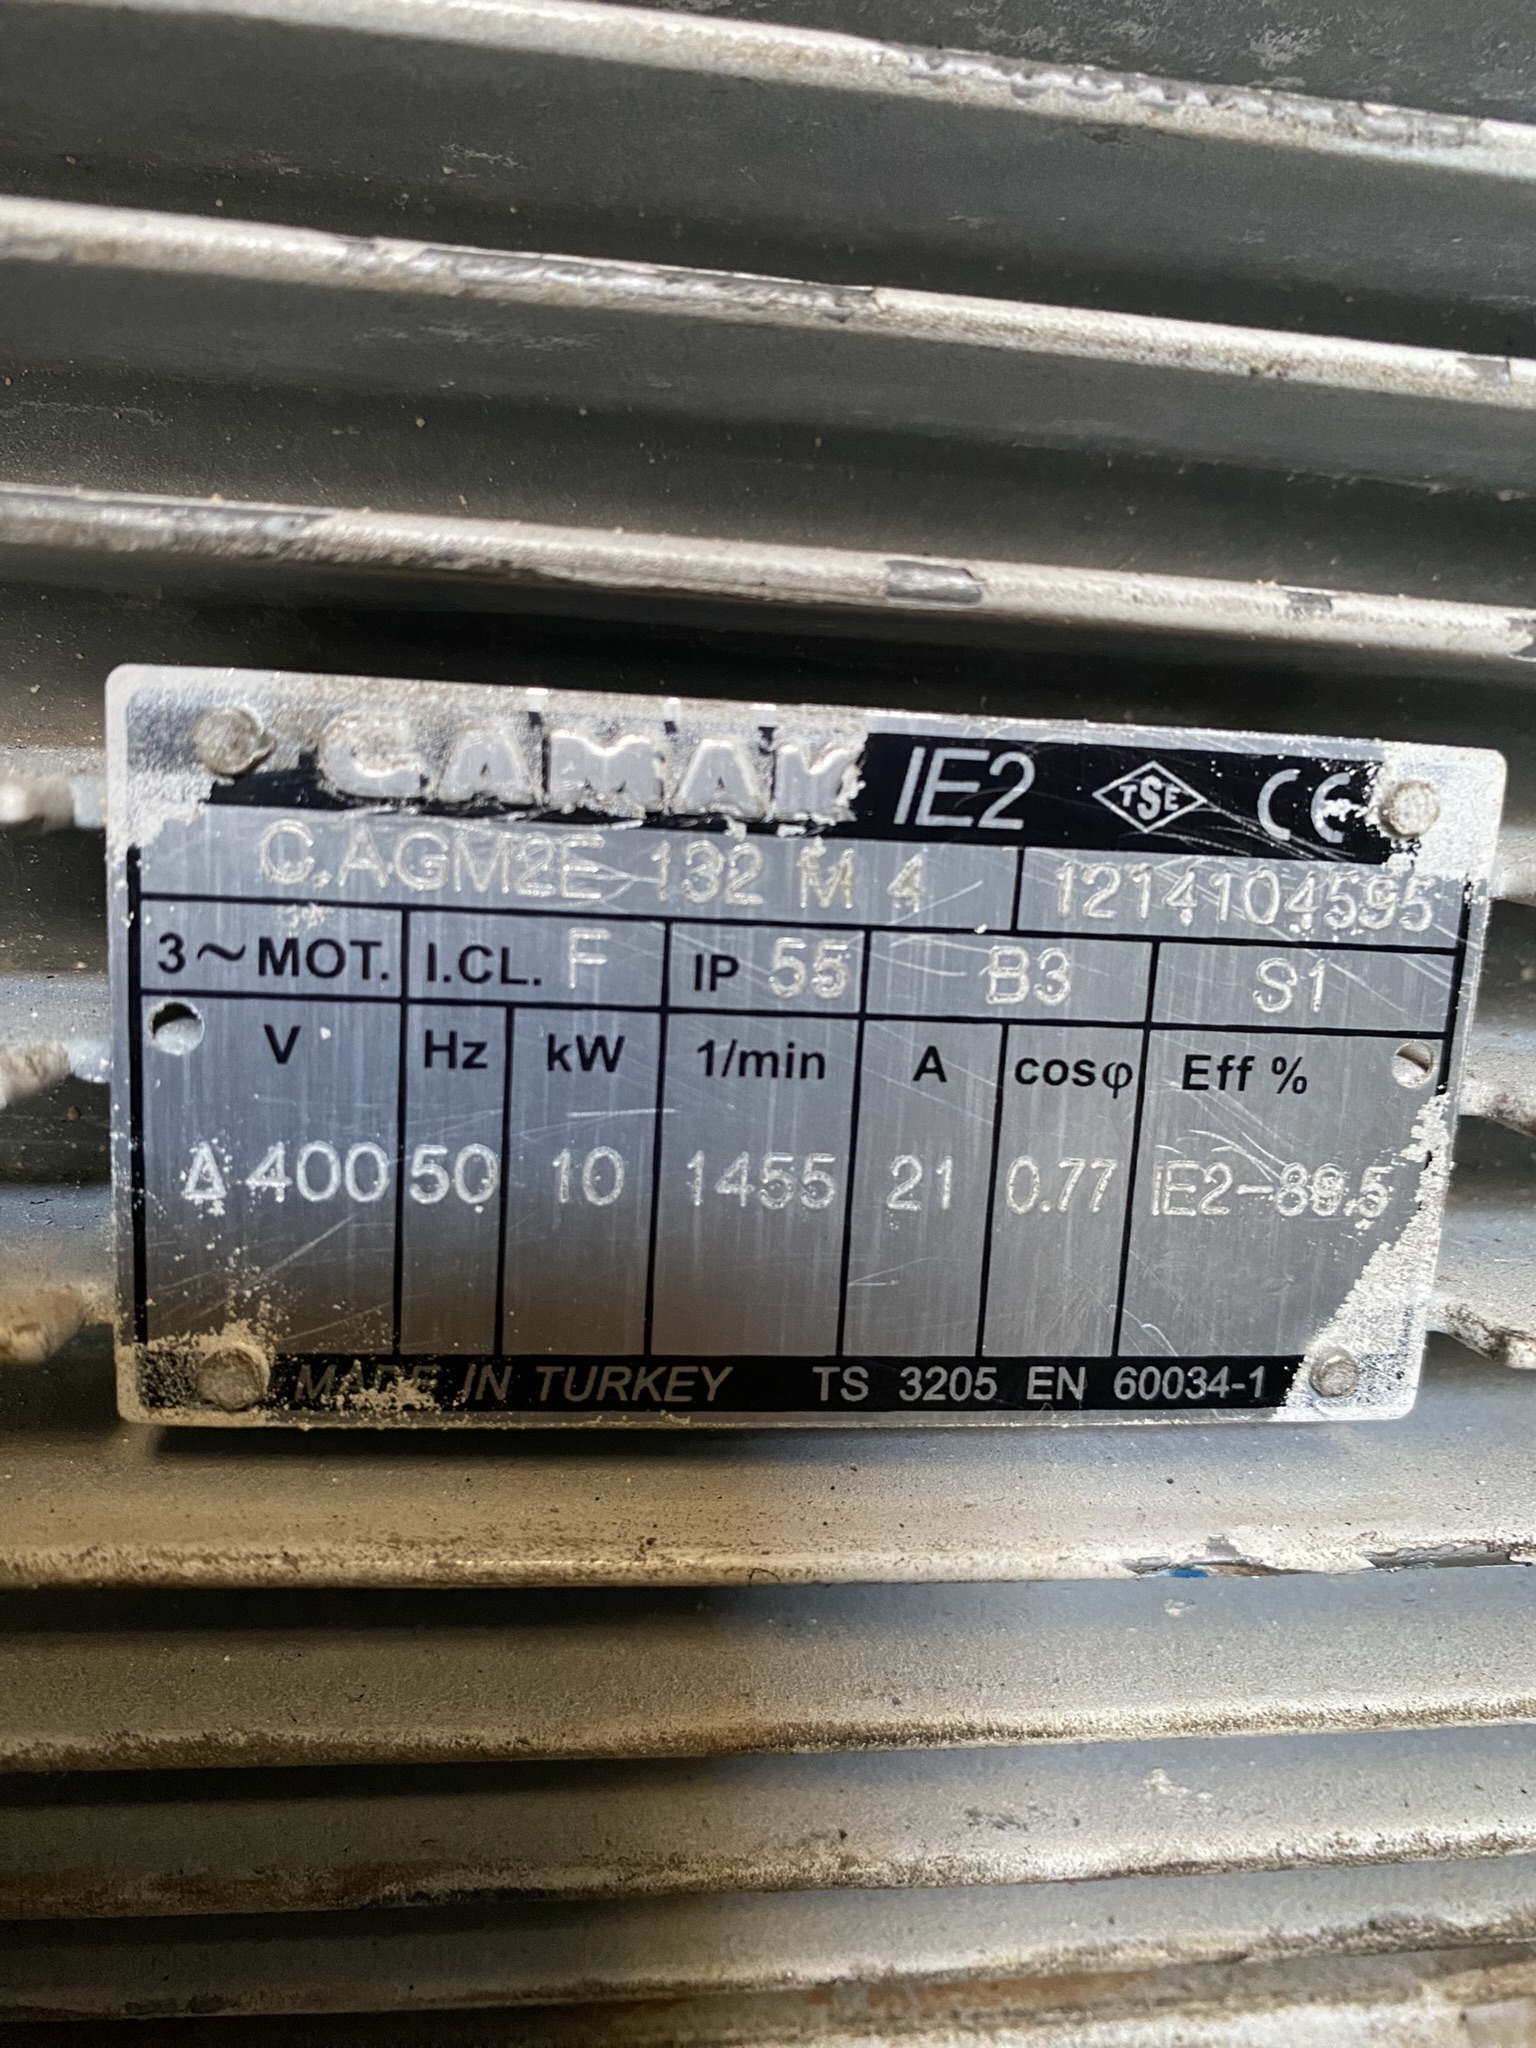 GAMAK IE2 TSE CE
C.AGM2E 132 M 4 1214104595
3~MOT. I.CL. F IP 55 B3 S1
V Hz kW 1/min A cosφ Eff %
Δ 400 50 10 1455 21 0.77 IE2-89.5
MADE IN TURKEY TS 3205 EN 60034-1